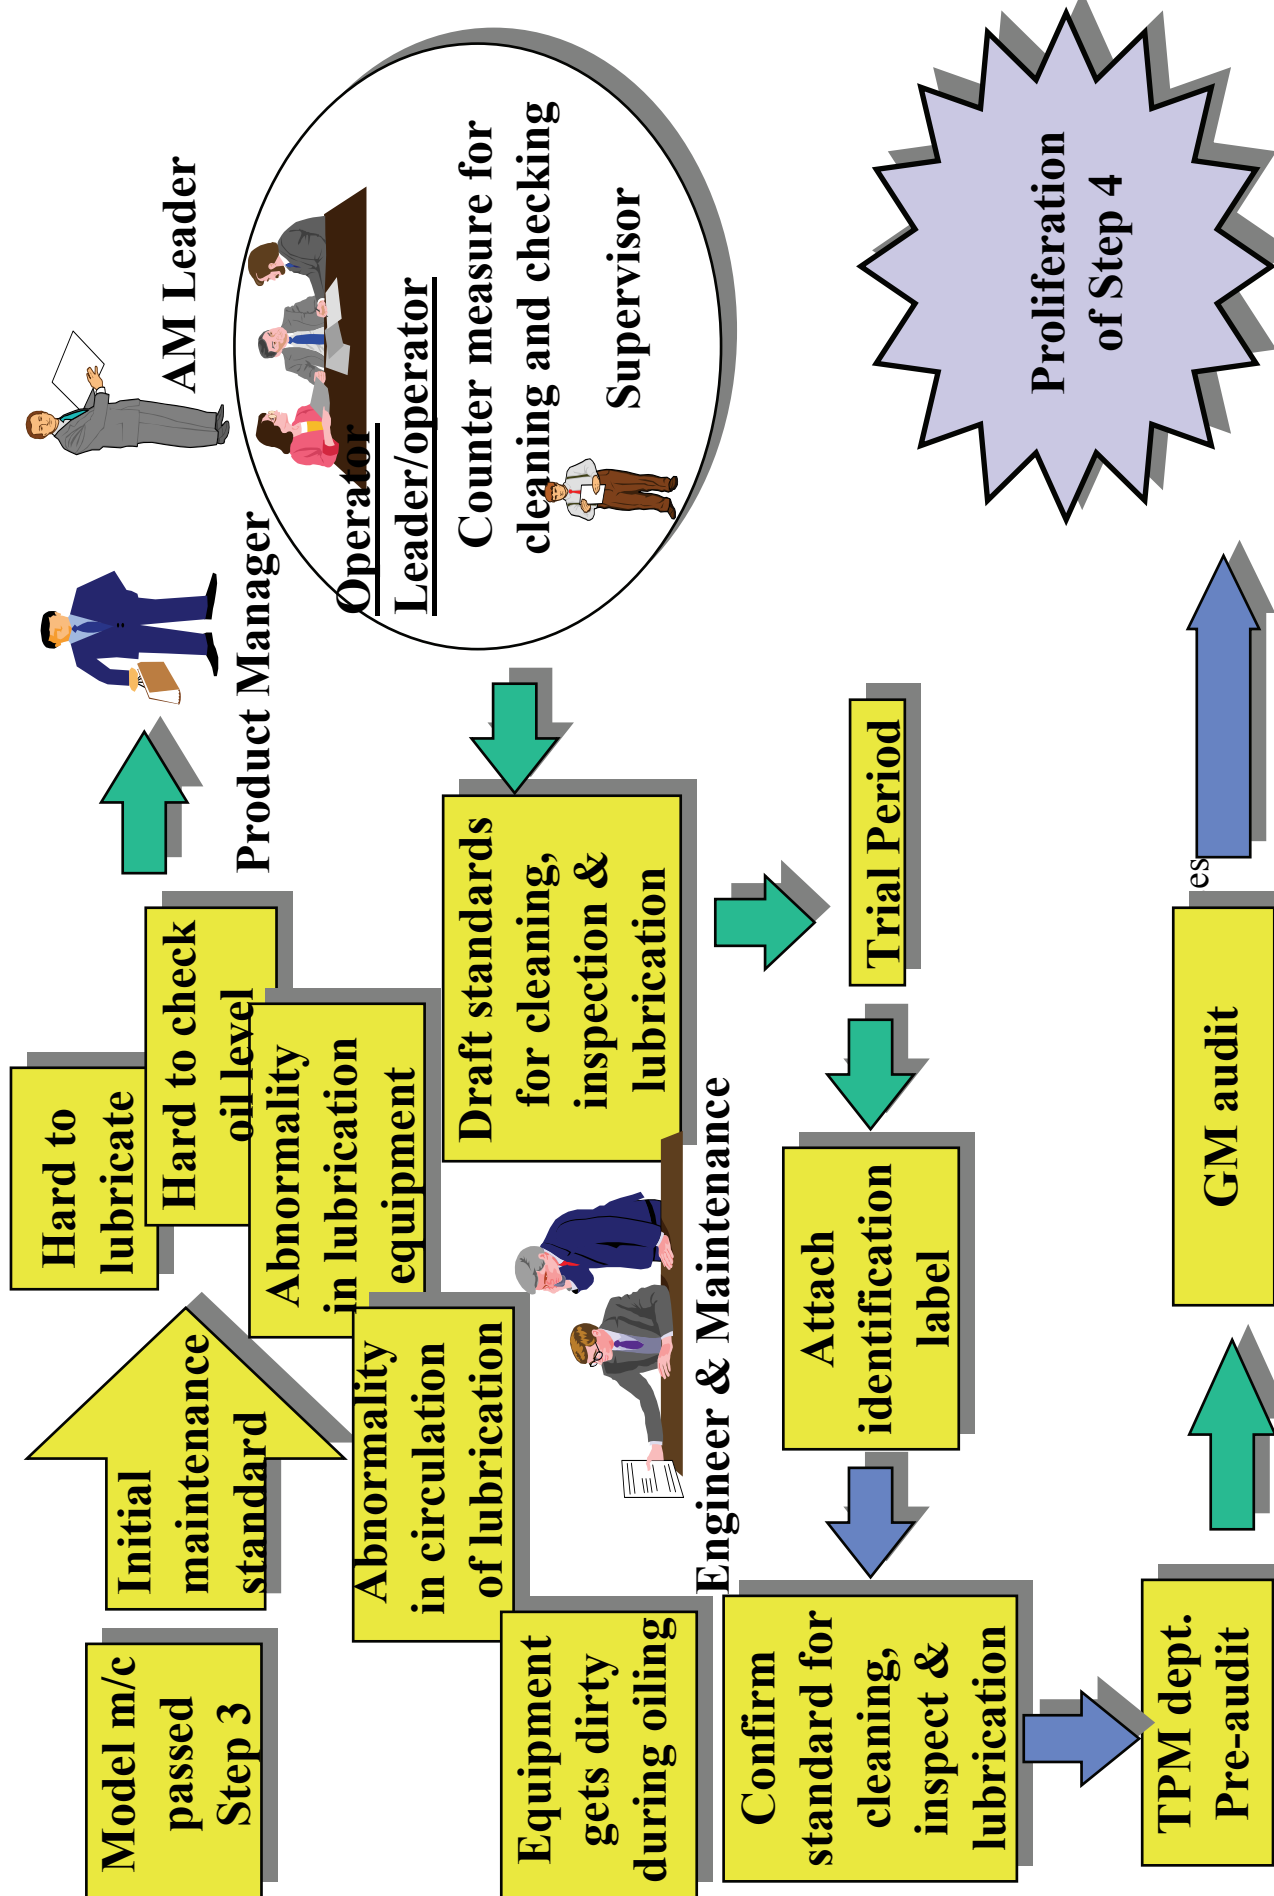 Model m/c
passed
Step 3
Initial
maintenance
standard
Hard to
lubricate
Hard to check
oil level
Abnormality
in lubrication
equipment
Abnormality
in circulation
of lubrication
Equipment
gets dirty
during oiling
Product Manager
AM Leader
Operator
Leader/operator
Counter measure for
cleaning and checking
Supervisor
Draft standards
for cleaning,
inspection &
lubrication
Engineer & Maintenance
Trial Period
Attach
identification
label
Confirm
standard for
cleaning,
inspect &
lubrication
TPM dept.
Pre-audit
GM audit
es
Proliferation
of Step 4